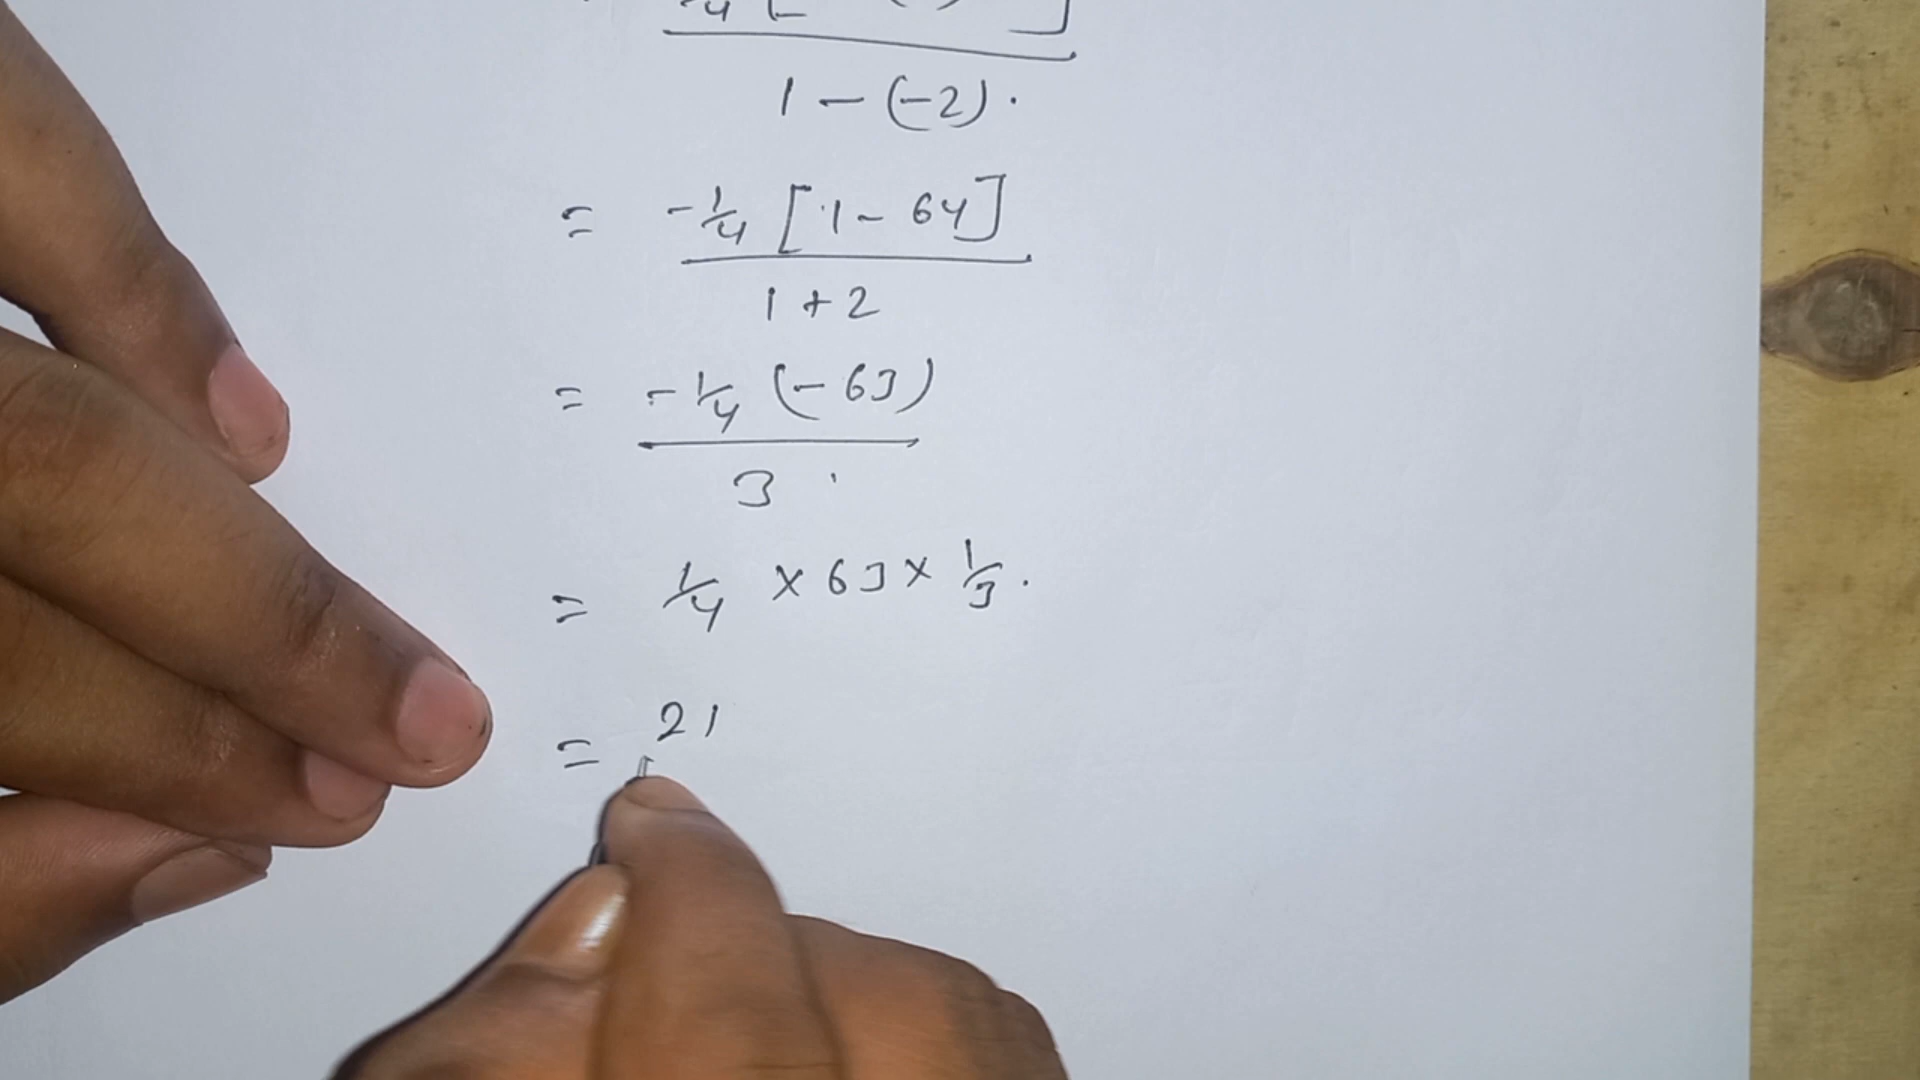 1 - (-2).
= -1/4 [1 - 64]
1 + 2
= -1/4 (-63)
3
= 1/4 × 63 × 1/3.
= 21